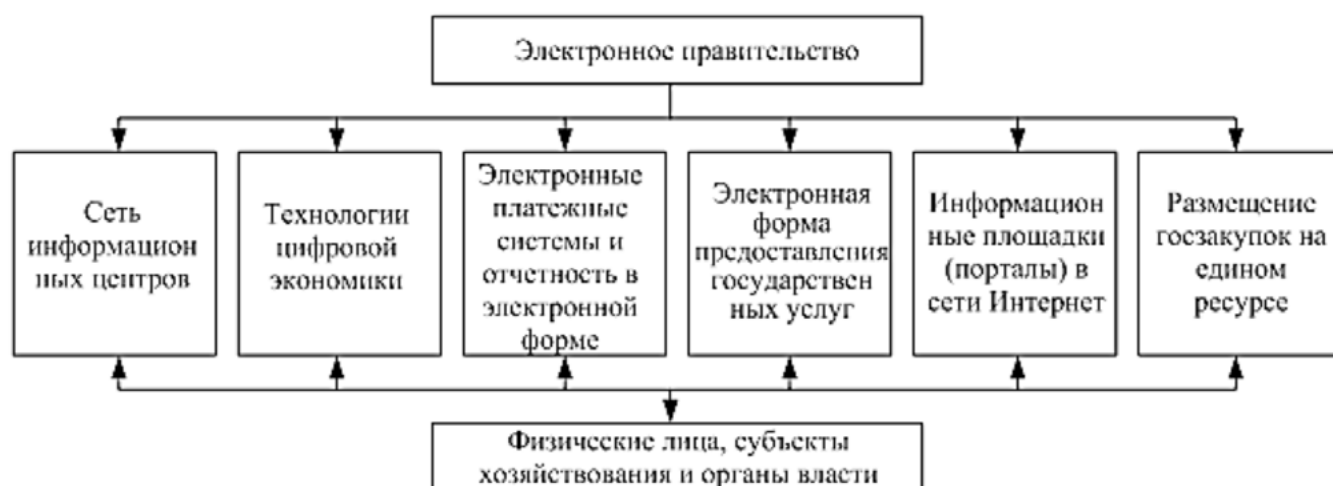 Электронное правительство
Сеть
информацион
ных центров
Технологии
цифровой
экономики
Электронные
платежные
системы и
отчетность в
электронной
форме
Электронная
форма
предоставления
государствен
ных услуг
Информацион
ные площадки
(порталы) в
сети Интернет
Размещение
госзакупок на
едином
ресурсе
Физические лица, субъекты
хозяйствования и органы власти